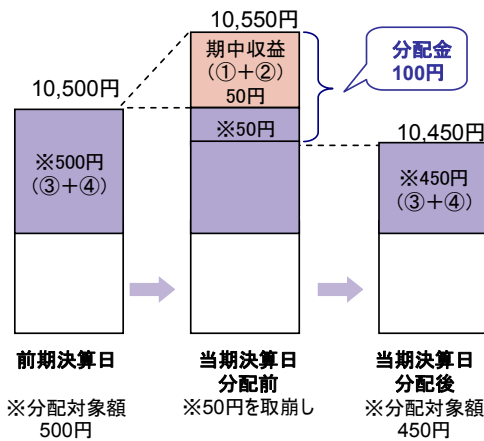 10,550円
期中収益
(①+②)
50円
分配金
100円
10,500円
※50円
10,450円
※500円
(③+④)
※450円
(③+④)
前期決算日
当期決算日
分配前
当期決算日
分配後
※分配対象額
500円
※50円を取崩し
※分配対象額
450円